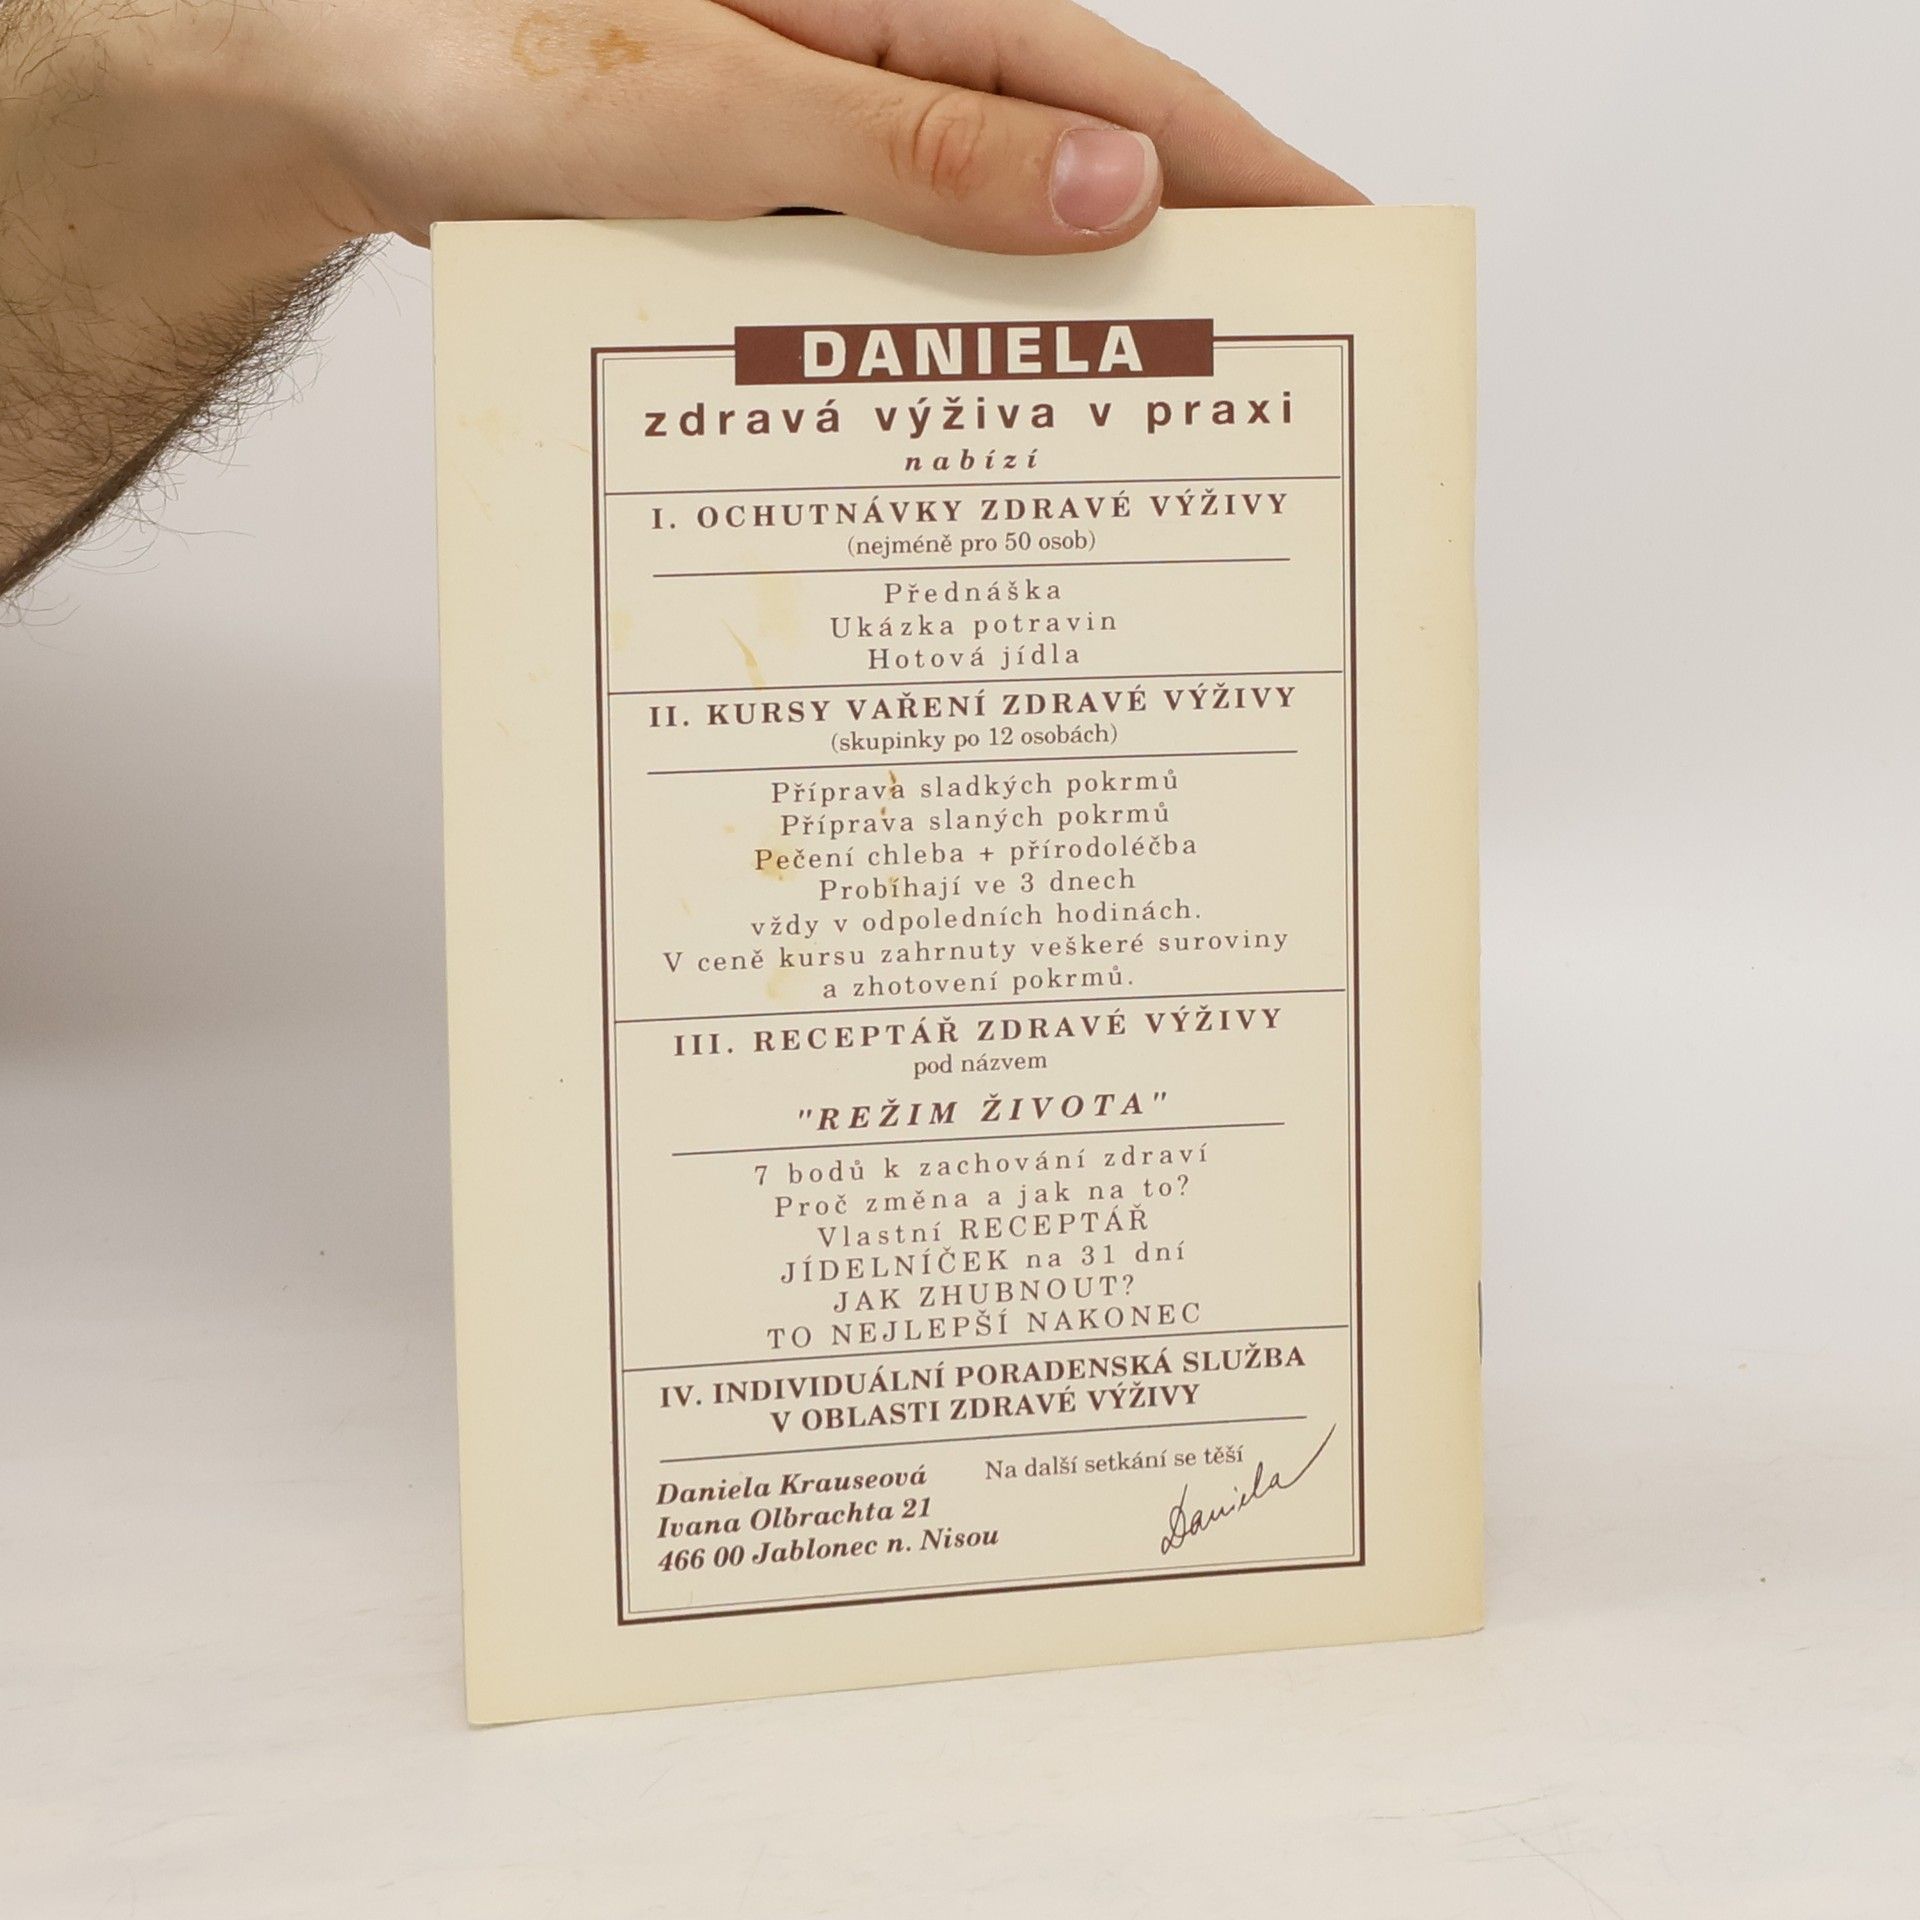 DANIELA
zdravá výživa v praxi
nabízí
I. OCHUTNÁVKY ZDRAVÉ VÝŽIVY
(nejméně pro 50 osob)
Přednáška
Ukázka potravin
Hotová jídla
II. KURSY VAŘENÍ ZDRAVÉ VÝŽIVY
(skupinky po 12 osobách)
Příprava sladkých pokrmů
Příprava slaných pokrmů
Pečení chleba + přírodoléčba
Probíhají ve 3 dnech
vždy v odpoledních hodinách.
V ceně kursu zahrnuty veškeré suroviny
a zhotovení pokrmů.
III. RECEPTÁŘ ZDRAVÉ VÝŽIVY
pod názvem
"REŽIM ŽIVOTA"
7 bodů k zachování zdraví
Proč změna a jak na to?
Vlastní RECEPTÁŘ
JÍDELNÍČEK na 31 dní
JAK ZHUBNOUT?
TO NEJLEPŠÍ NAKONEC
IV. INDIVIDUÁLNÍ PORADENSKÁ SLUŽBA
V OBLASTI ZDRAVÉ VÝŽIVY
Daniela Krauseová
Ivana Olbrachta 21
466 00 Jablonec n. Nisou
Na další setkání se těší
Daniela